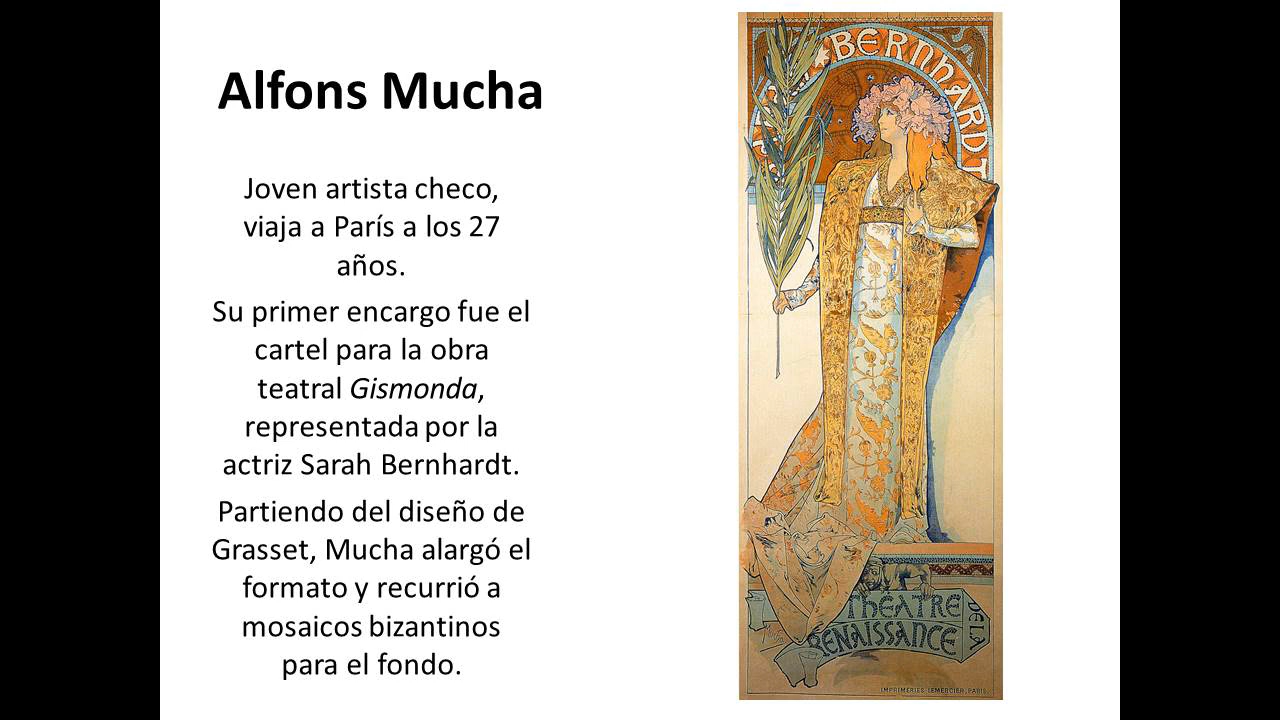 Alfons Mucha
Joven artista checo,
viaja a París a los 27
años.
Su primer encargo fue el
cartel para la obra
teatral Gismonda,
representada por la
actriz Sarah Bernhardt.
Partiendo del diseño de
Grasset, Mucha alargó el
formato y recurrió a
mosaicos bizantinos
para el fondo.
BERNHARDT
THÉATRE
DE LA
RENAISSANCE
IMPRIMERIES LEMERCIER, PARIS.